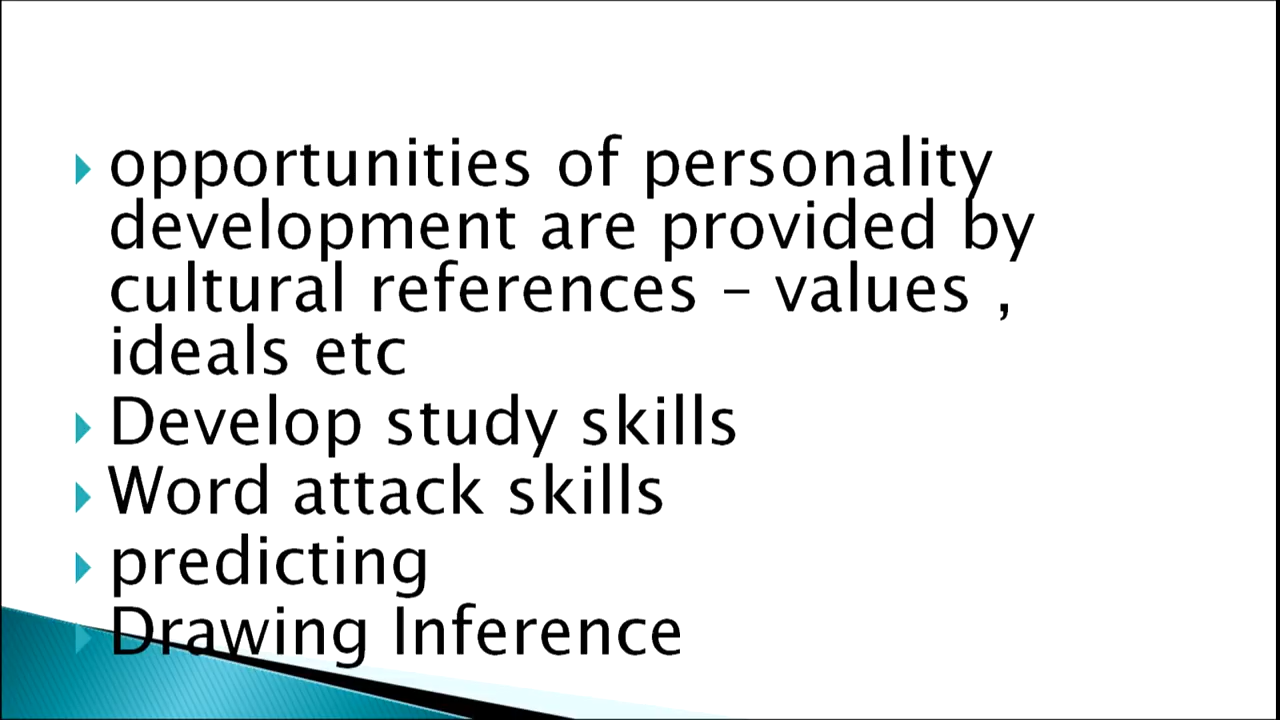 opportunities of personality
development are provided by
cultural references – values ,
ideals etc
Develop study skills
Word attack skills
predicting
Drawing Inference